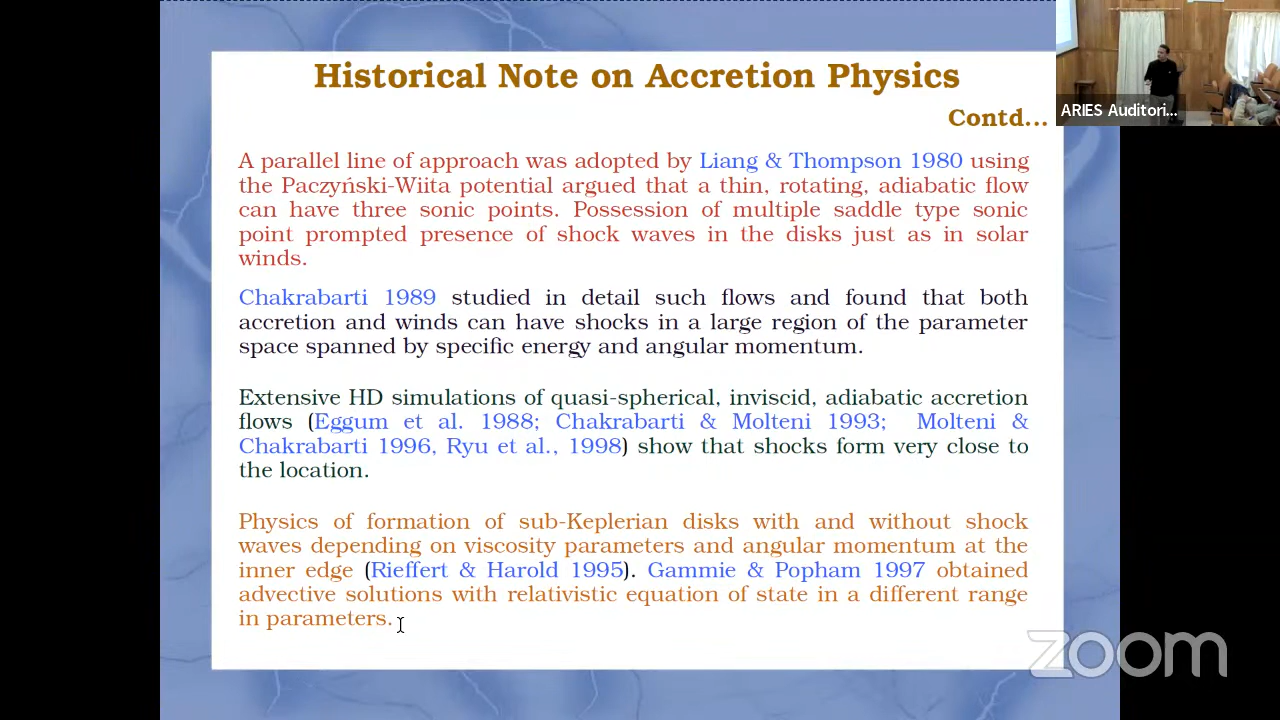 Historical Note on Accretion Physics
Contd...
ARIES Auditori...
A parallel line of approach was adopted by Liang & Thompson 1980 using
the Paczyński-Wiita potential argued that a thin, rotating, adiabatic flow
can have three sonic points. Possession of multiple saddle type sonic
point prompted presence of shock waves in the disks just as in solar
winds.
Chakrabarti 1989 studied in detail such flows and found that both
accretion and winds can have shocks in a large region of the parameter
space spanned by specific energy and angular momentum.
Extensive HD simulations of quasi-spherical, inviscid, adiabatic accretion
flows (Eggum et al. 1988; Chakrabarti & Molteni 1993; Molteni &
Chakrabarti 1996, Ryu et al., 1998) show that shocks form very close to
the location.
Physics of formation of sub-Keplerian disks with and without shock
waves depending on viscosity parameters and angular momentum at the
inner edge (Rieffert & Harold 1995). Gammie & Popham 1997 obtained
advective solutions with relativistic equation of state in a different range
in parameters.
zoom